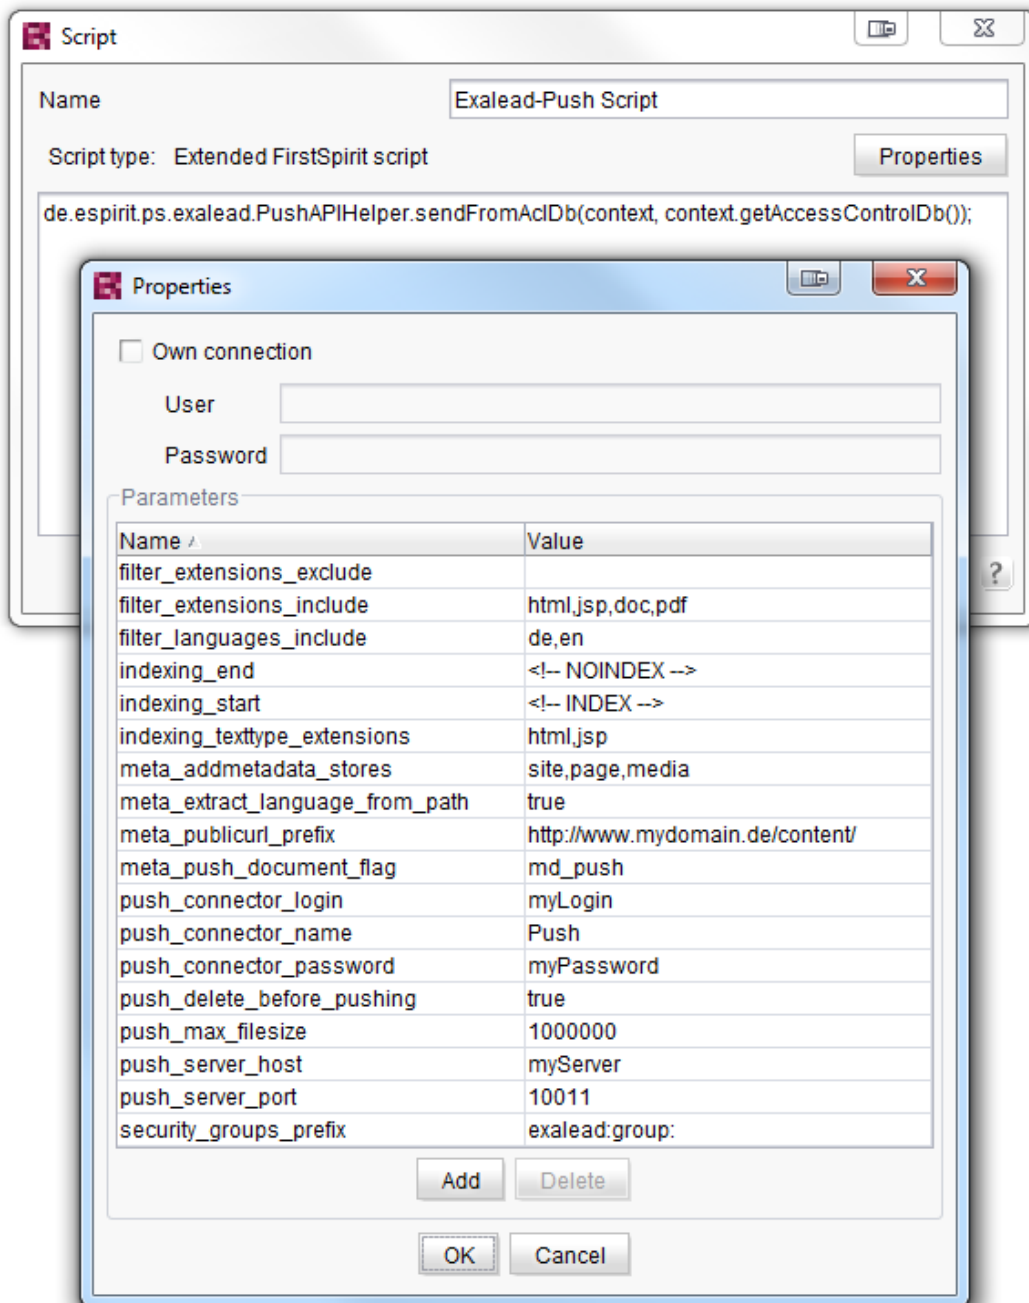 Script
Name Exalead-Push Script
Script type: Extended FirstSpirit script Properties
de.espirit.ps.exalead.PushAPIHelper.sendFromAclDb(context, context.getAccessControlDb());
Properties
Own connection
User
Password
Parameters
Name Value
filter_extensions_exclude
filter_extensions_include html,jsp,doc,pdf
filter_languages_include de,en
indexing_end <!-- NOINDEX -->
indexing_start <!-- INDEX -->
indexing_texttype_extensions html,jsp
meta_addmetadata_stores site,page,media
meta_extract_language_from_path true
meta_publicurl_prefix http://www.mydomain.de/content/
meta_push_document_flag md_push
push_connector_login myLogin
push_connector_name Push
push_connector_password myPassword
push_delete_before_pushing true
push_max_filesize 1000000
push_server_host myServer
push_server_port 10011
security_groups_prefix exalead:group:
Add Delete
OK Cancel
?